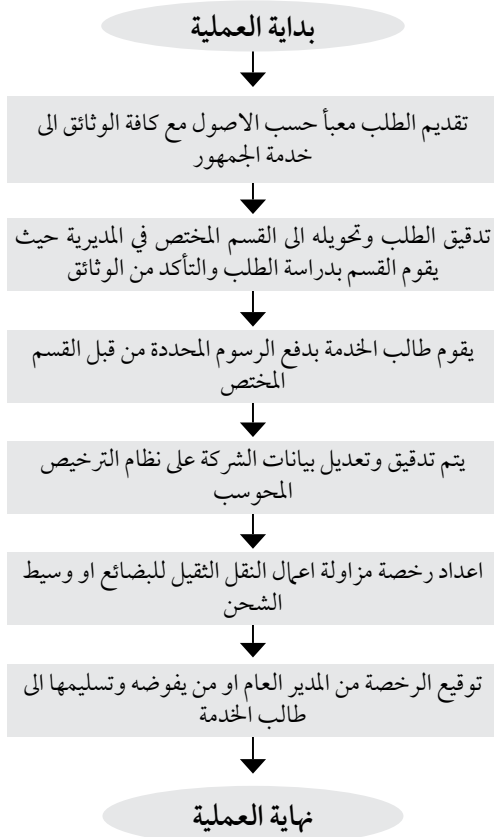 بداية العملية
تقديم الطلب معبأ حسب الاصول مع كافة الوثائق الى
خدمة الجمهور
تدقيق الطلب وتحويله الى القسم المختص في المديرية حيث
يقوم القسم بدراسة الطلب والتأكد من الوثائق
يقوم طالب الخدمة بدفع الرسوم المحددة من قبل القسم
المختص
يتم تدقيق وتعديل بيانات الشركة على نظام الترخيص
المحوسب
اعداد رخصة مزاولة اعمال النقل الثقيل للبضائع او وسيط
الشحن
توقيع الرخصة من المدير العام او من يفوضه وتسليمها الى
طالب الخدمة
نهاية العملية